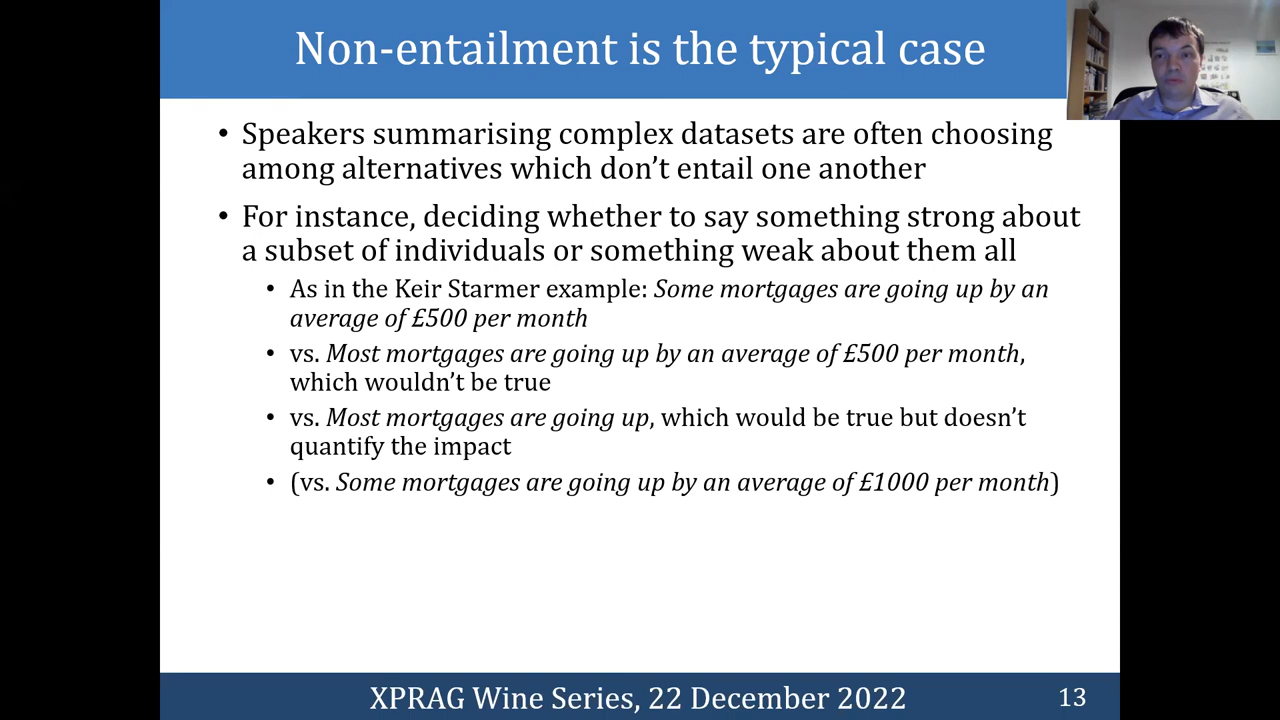 Non-entailment is the typical case
• Speakers summarising complex datasets are often choosing
among alternatives which don’t entail one another
• For instance, deciding whether to say something strong about
a subset of individuals or something weak about them all
• As in the Keir Starmer example: Some mortgages are going up by an
average of £500 per month
• vs. Most mortgages are going up by an average of £500 per month,
which wouldn’t be true
• vs. Most mortgages are going up, which would be true but doesn’t
quantify the impact
• (vs. Some mortgages are going up by an average of £1000 per month)
XPRAG Wine Series, 22 December 2022
13